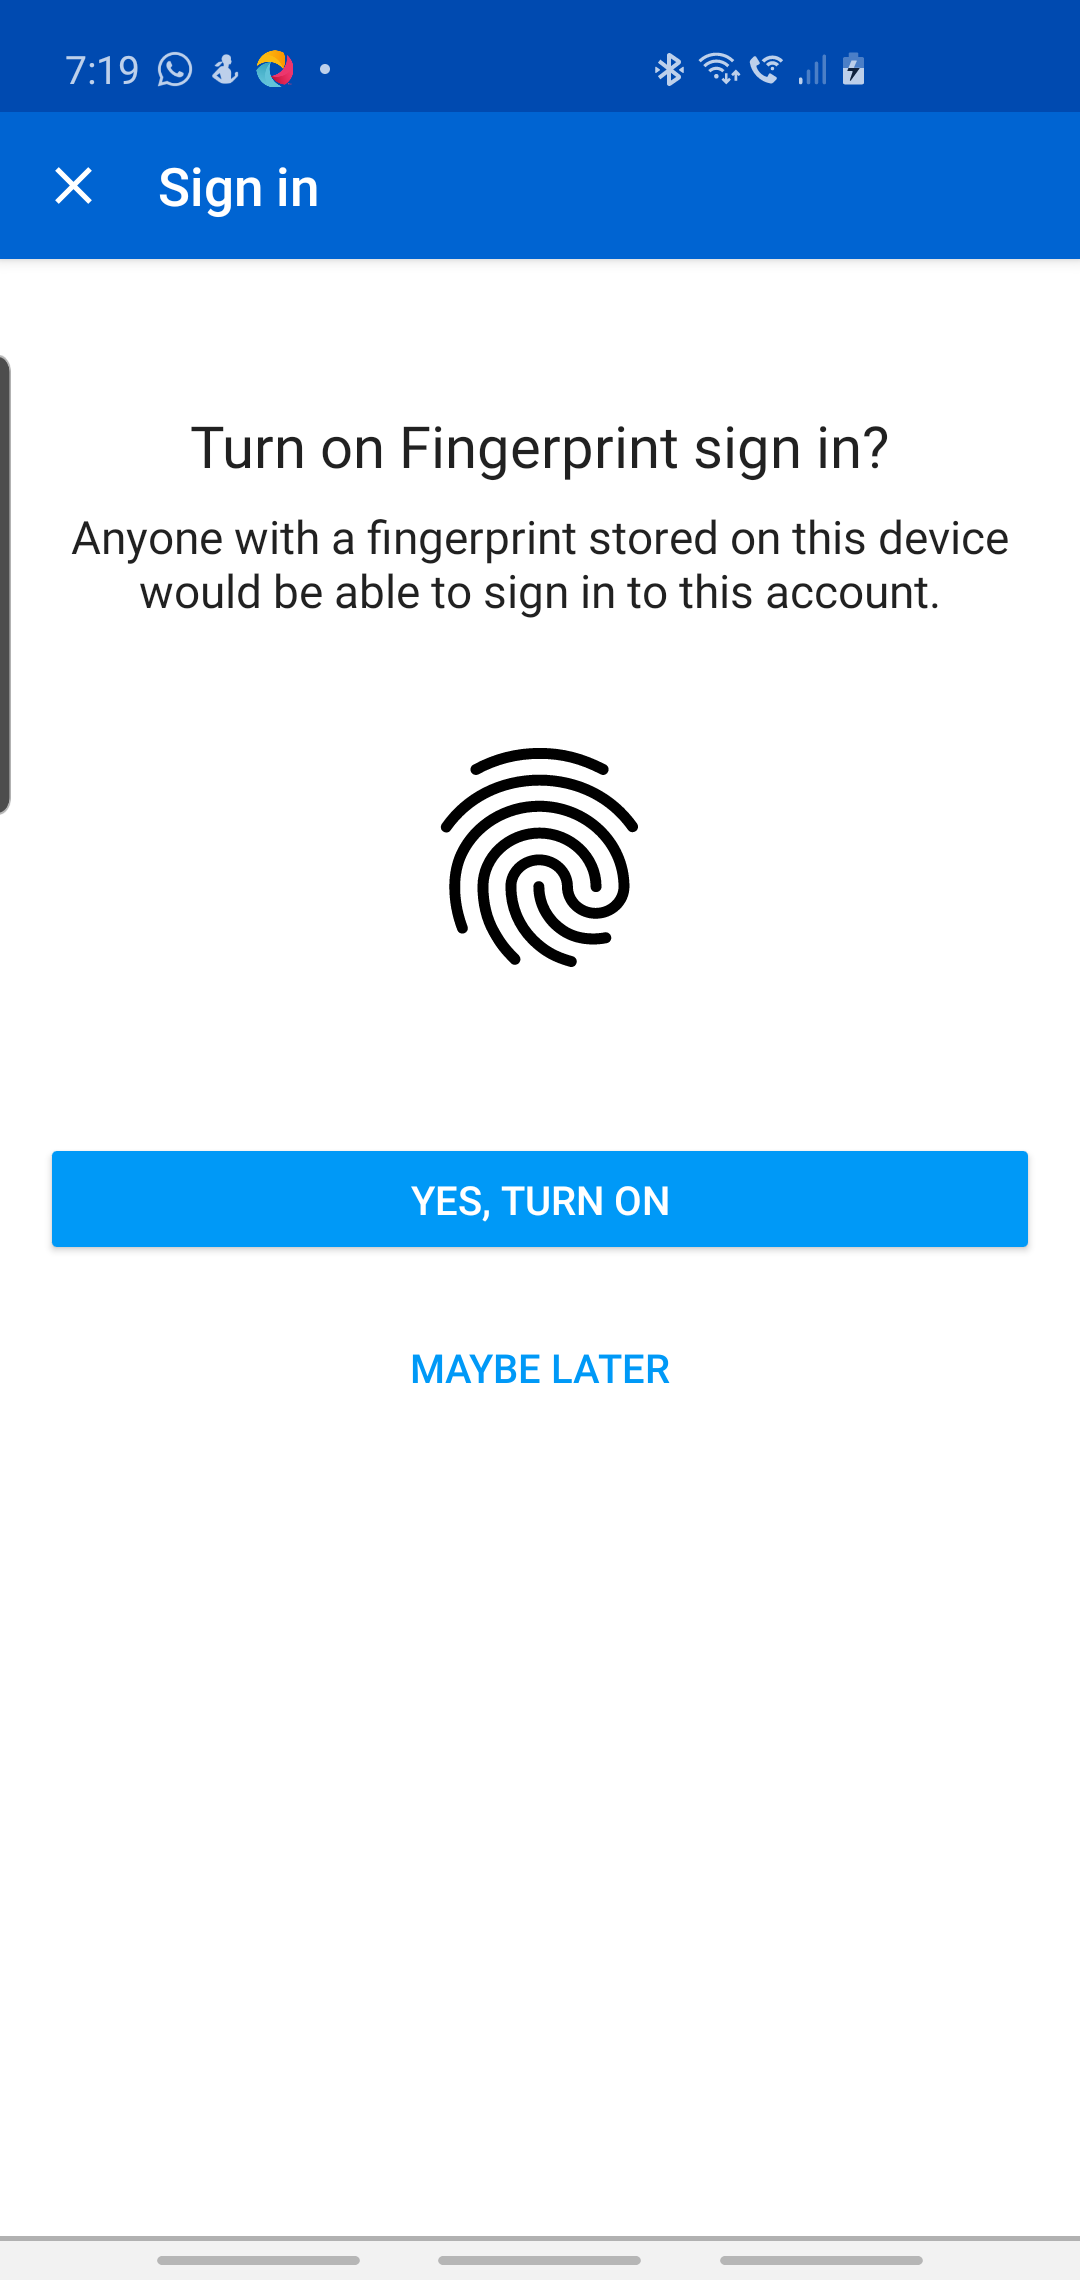 7:19
Sign in
Turn on Fingerprint sign in?
Anyone with a fingerprint stored on this device
would be able to sign in to this account.
YES, TURN ON
MAYBE LATER